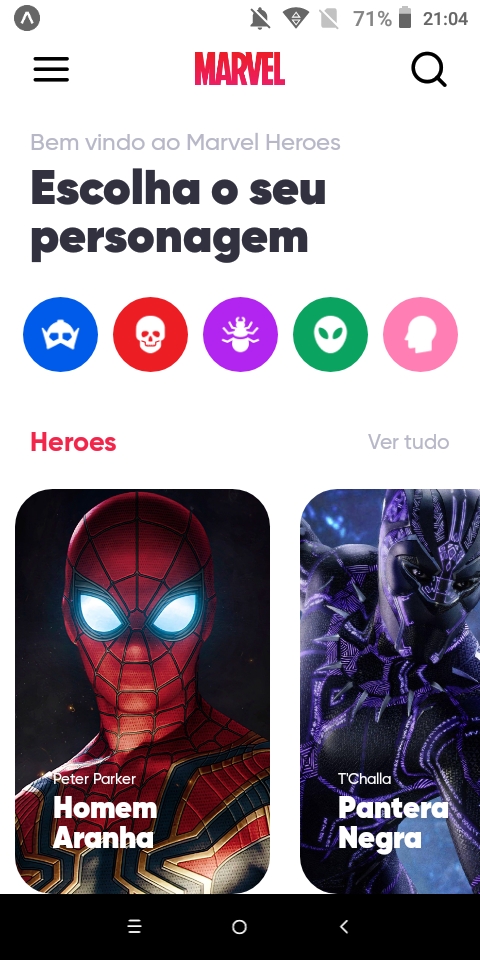 71% 21:04
MARVEL
Bem vindo ao Marvel Heroes
Escolha o seu
personagem
Heroes
Ver tudo
Peter Parker
Homem
Aranha
T'Challa
Pantera
Negra